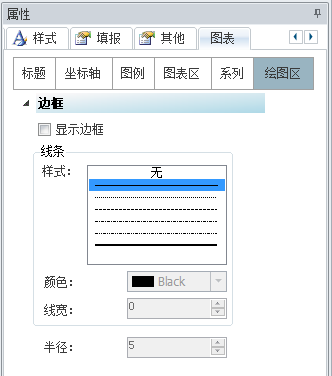 属性
样式 填报 其他 图表
标题 坐标轴 图例 图表区 系列 绘图区
边框
显示边框
线条
样式： 无
颜色： Black
线宽： 0
半径： 5